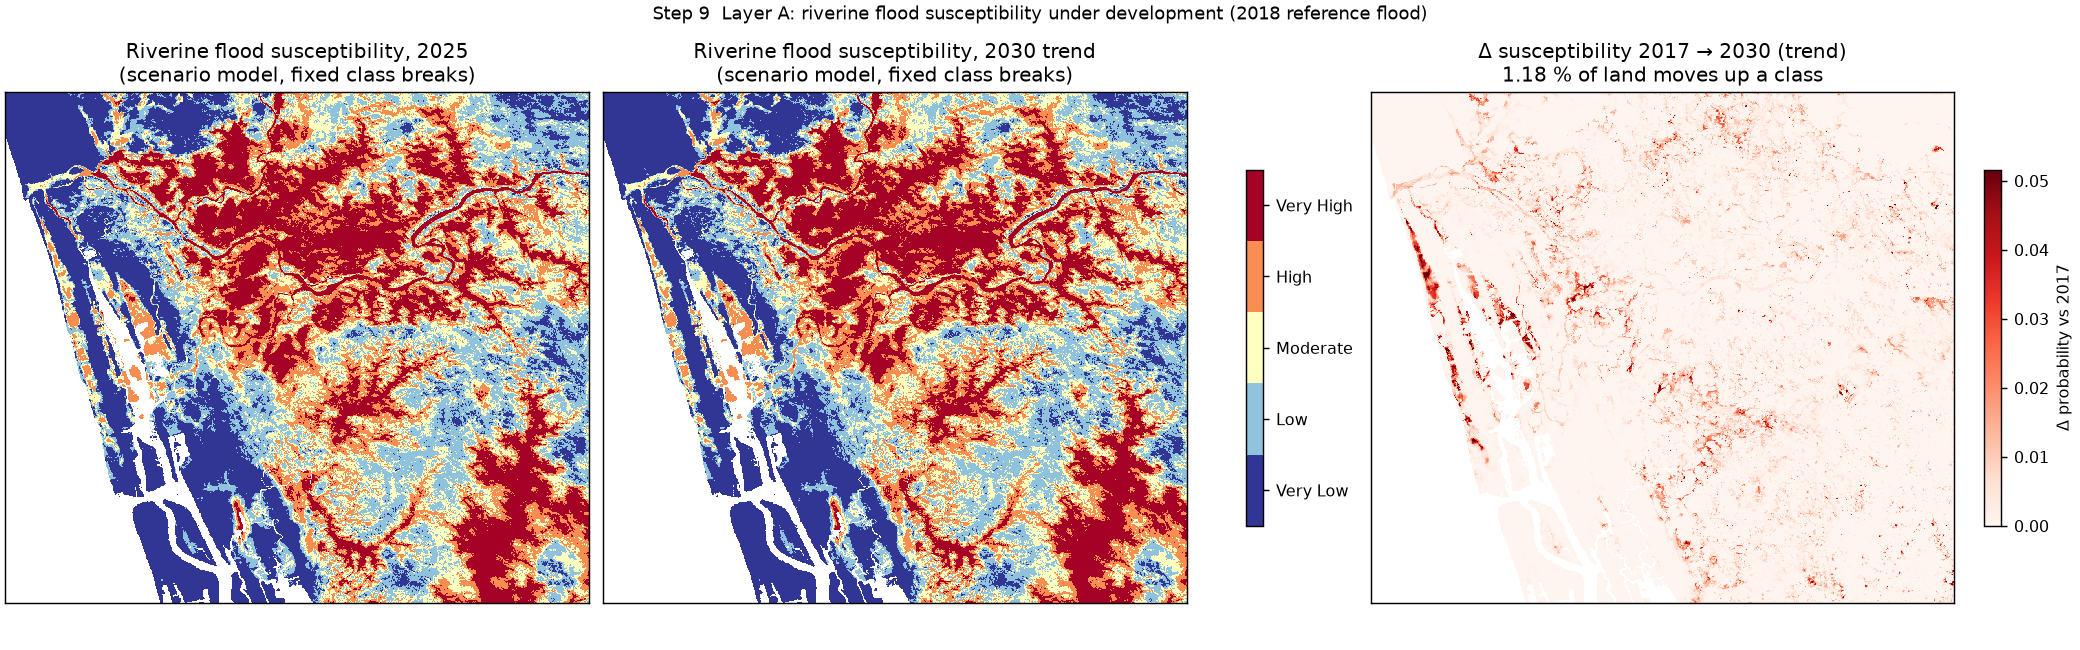 Step 9  Layer A: riverine flood susceptibility under development (2018 reference flood)
Riverine flood susceptibility, 2025
(scenario model, fixed class breaks)
Riverine flood susceptibility, 2030 trend
(scenario model, fixed class breaks)
Very High
High
Moderate
Low
Very Low
Δ susceptibility 2017 → 2030 (trend)
1.18 % of land moves up a class
0.05
0.04
0.03
0.02
0.01
0.00
Δ probability vs 2017